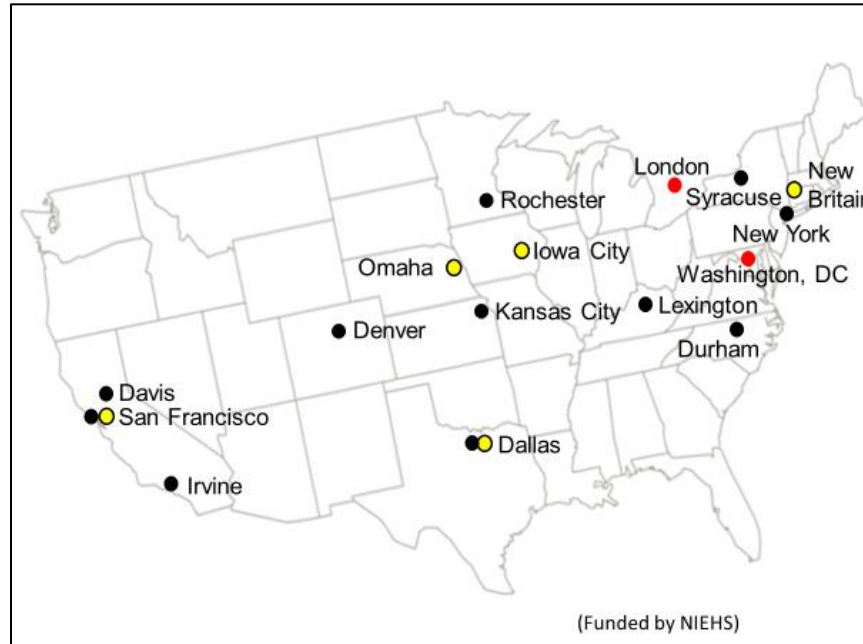 London
New
Syracuse
Britain
Rochester
New York
Iowa City
Omaha
Washington, DC
Kansas City
Lexington
Denver
Durham
Davis
San Francisco
Dallas
Irvine
(Funded by NIEHS)